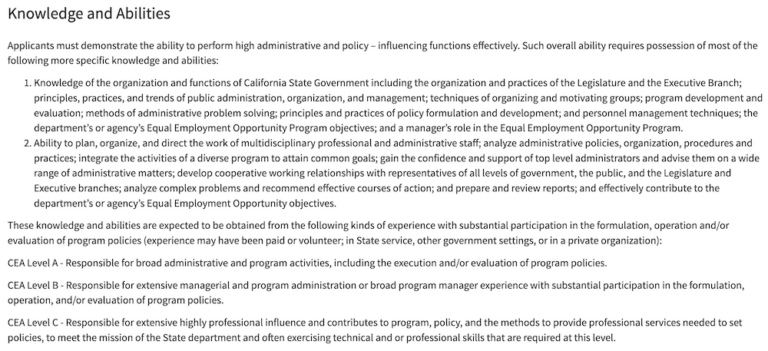 Knowledge and Abilities
Applicants must demonstrate the ability to perform high administrative and policy – influencing functions effectively. Such overall ability requires possession of most of the
following more specific knowledge and abilities:
1. Knowledge of the organization and functions of California State Government including the organization and practices of the Legislature and the Executive Branch;
principles, practices, and trends of public administration, organization, and management; techniques of organizing and motivating groups; program development and
evaluation; methods of administrative problem solving; principles and practices of policy formulation and development; and personnel management techniques; the
department's or agency's Equal Employment Opportunity Program objectives; and a manager's role in the Equal Employment Opportunity Program.
2. Ability to plan, organize, and direct the work of multidisciplinary professional and administrative staff; analyze administrative policies, organization, procedures and
practices; integrate the activities of a diverse program to attain common goals; gain the confidence and support of top level administrators and advise them on a wide
range of administrative matters; develop cooperative working relationships with representatives of all levels of government, the public, and the Legislature and
Executive branches; analyze complex problems and recommend effective courses of action; and prepare and review reports; and effectively contribute to the
department's or agency's Equal Employment Opportunity objectives.
These knowledge and abilities are expected to be obtained from the following kinds of experience with substantial participation in the formulation, operation and/or
evaluation of program policies (experience may have been paid or volunteer; in State service, other government settings, or in a private organization):
CEA Level A - Responsible for broad administrative and program activities, including the execution and/or evaluation of program policies.
CEA Level B - Responsible for extensive managerial and program administration or broad program manager experience with substantial participation in the formulation,
operation, and/or evaluation of program policies.
CEA Level C - Responsible for extensive highly professional influence and contributes to program, policy, and the methods to provide professional services needed to set
policies, to meet the mission of the State department and often exercising technical and or professional skills that are required at this level.